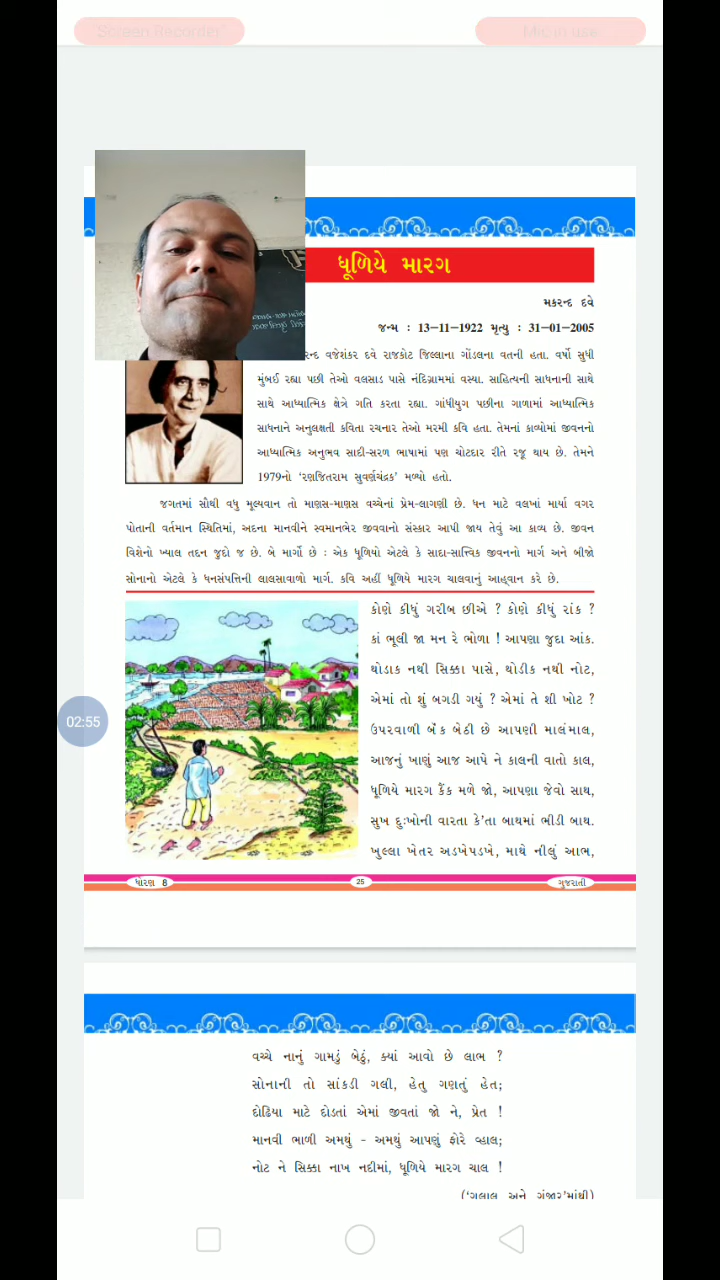 "Screen Recorder"
Mic in use
ધૂળિયે મારગ
મકરન્દ દવે
જન્મ : 13–11–1922 મૃત્યુ : 31–01–2005
વજેશંકર દવે રાજકોટ જિલ્લાના ગોંડલના વતની હતા. વર્ષો સુધી
મુંબઈ રહ્યા પછી તેઓ વલસાડ પાસે નંદિગ્રામમાં વસ્યા. સાહિત્યની સાધનાની સાથે
સાથે આધ્યાત્મિક ક્ષેત્રે ગતિ કરતા રહ્યા. ગાંધીયુગ પછીના ગાળામાં આધ્યાત્મિક
સાધનાને અનુલક્ષતી કવિતા રચનાર તેઓ મરમી કવિ હતા. તેમનાં કાવ્યોમાં જીવનનો
આધ્યાત્મિક અનુભવ સાદી-સરળ ભાષામાં પણ ચોટદાર રીતે રજૂ થાય છે. તેમને
1979નો 'રણજિતરામ સુવર્ણચંદ્રક' મળ્યો હતો.
જગતમાં સૌથી વધુ મૂલ્યવાન તો માણસ-માણસ વચ્ચેનાં પ્રેમ-લાગણી છે. ધન માટે વલખાં માર્યા વગર
પોતાની વર્તમાન સ્થિતિમાં, અદના માનવીને સ્વમાનભેર જીવવાનો સંસ્કાર આપી જાય તેવું આ કાવ્ય છે. જીવન
વિશેનો ખ્યાલ તદ્દન જુદો જ છે. બે માર્ગો છે : એક ધૂળિયો એટલે કે સાદા-સાત્ત્વિક જીવનનો માર્ગ અને બીજો
સોનાનો એટલે કે ધનસંપત્તિની લાલસાવાળો માર્ગ. કવિ અહીં ધૂળિયે મારગ ચાલવાનું આહ્‌વાન કરે છે.
કોણે કીધું ગરીબ છીએ ? કોણે કીધું રાંક ?
કાં ભૂલી જા મન રે ભોળા ! આપણા જુદા આંક.
થોડાક નથી સિક્કા પાસે, થોડીક નથી નોટ,
એમાં તો શું બગડી ગયું ? એમાં તે શી ખોટ ?
ઉપરવાળી બૅંક બેઠી છે આપણી માલંમાલ,
આજનું ખાણું આજ આપે ને કાલની વાતો કાલ,
ધૂળિયે મારગ કૈંક મળે જો, આપણા જેવો સાથ,
સુખ દુઃખોની વારતા કે'તા બાથમાં ભીડી બાથ.
ખુલ્લા ખેતર અડખેપડખે, માથે નીલું આભ,
02:55
ધોરણ 8
25
ગુજરાતી
વચ્ચે નાનું ગામડું બેઠું, ક્યાં આવો છે લાભ ?
સોનાની તો સાંકડી ગલી, હેતુ ગણતું હેત;
દોઢિયા માટે દોડતાં એમાં જીવતાં જો ને, પ્રેત !
માનવી ભાળી અમથું - અમથું આપણું ફોરે વ્હાલ;
નોટ ને સિક્કા નાખ નદીમાં, ધૂળિયે મારગ ચાલ !
('ગુલાલ અને ગુંજાર'માંથી)